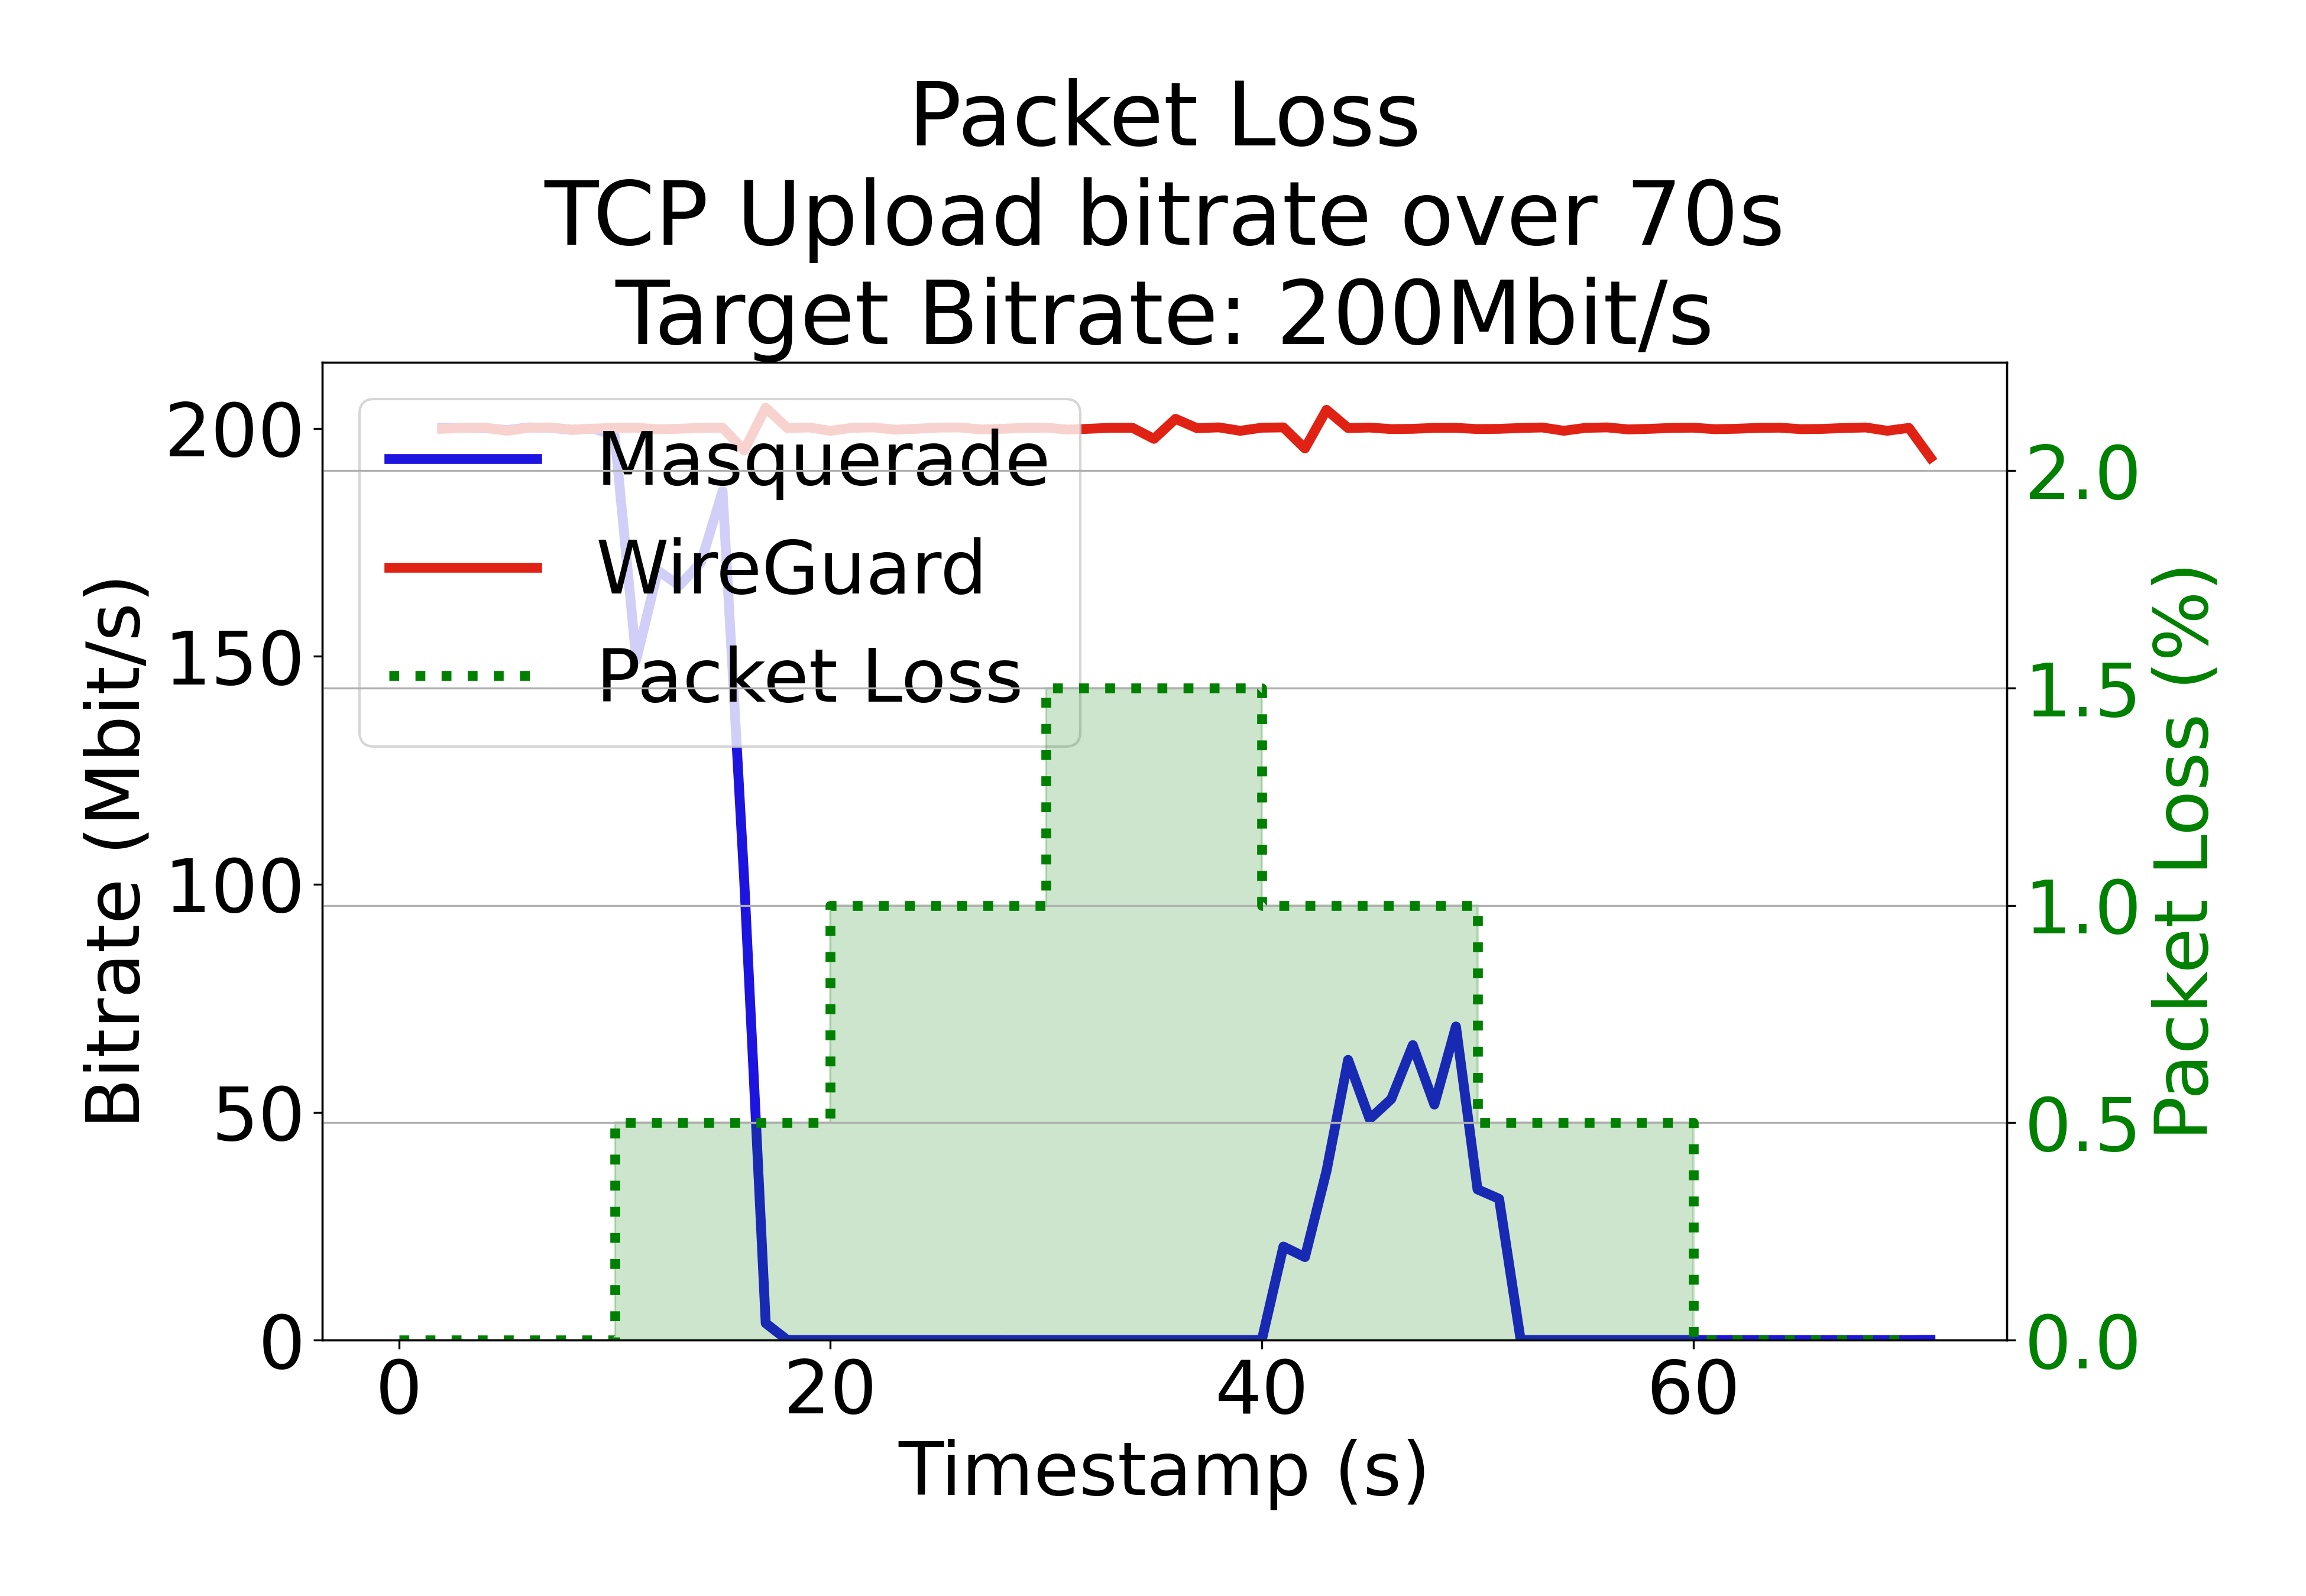 Packet Loss
TCP Upload bitrate over 70s
Target Bitrate: 200Mbit/s
Masquerade
WireGuard
Packet Loss
Bitrate (Mbit/s)
200
150
100
50
0
2.0
1.5
1.0
0.5
0.0
Packet Loss (%)
0 20 40 60
Timestamp (s)